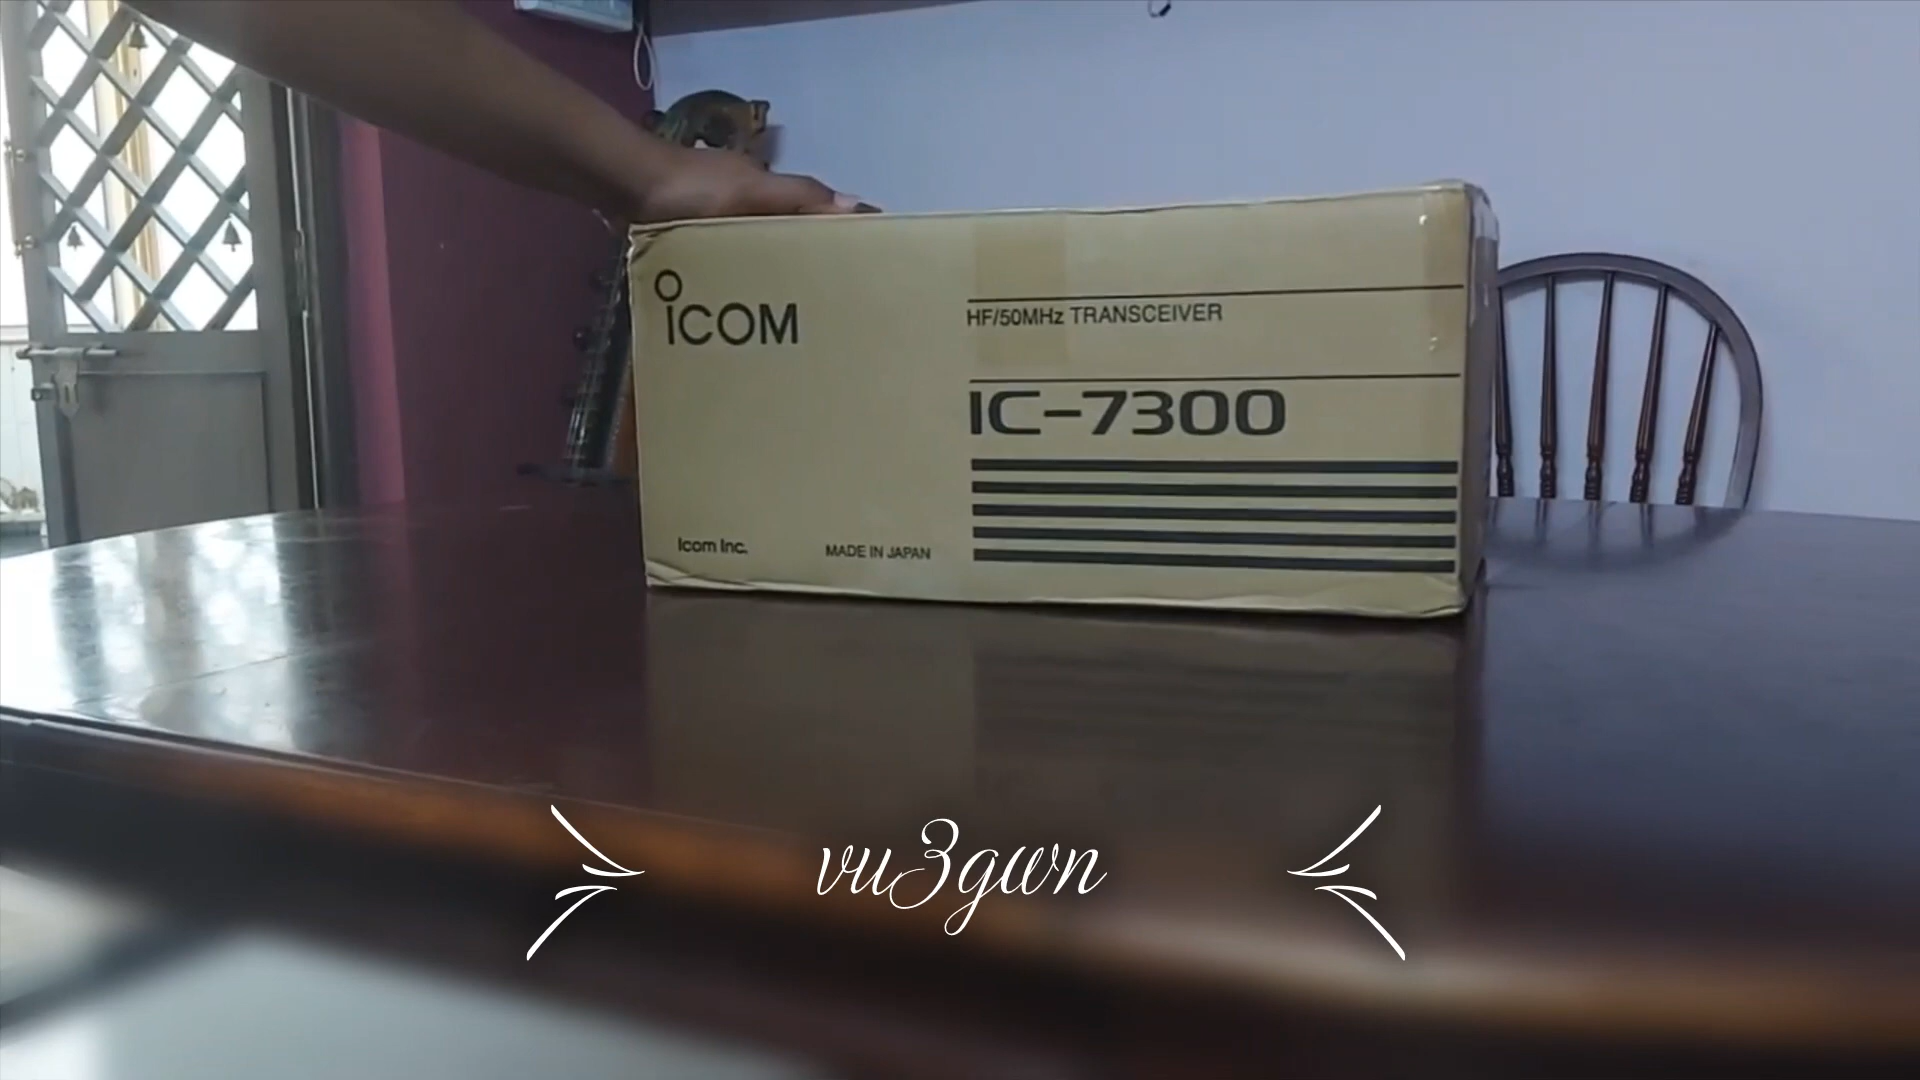 ICOM
HF/50MHz TRANSCEIVER
IC-7300
Icom Inc.
MADE IN JAPAN
vu3gwn